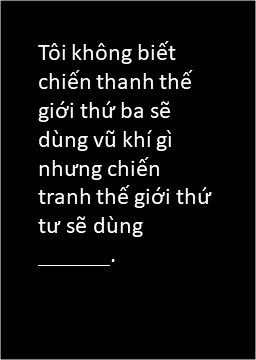 Tôi không biết
chiến thanh thế
giới thứ ba sẽ
dùng vũ khí gì
nhưng chiến
tranh thế giới thứ
tư sẽ dùng
_______.